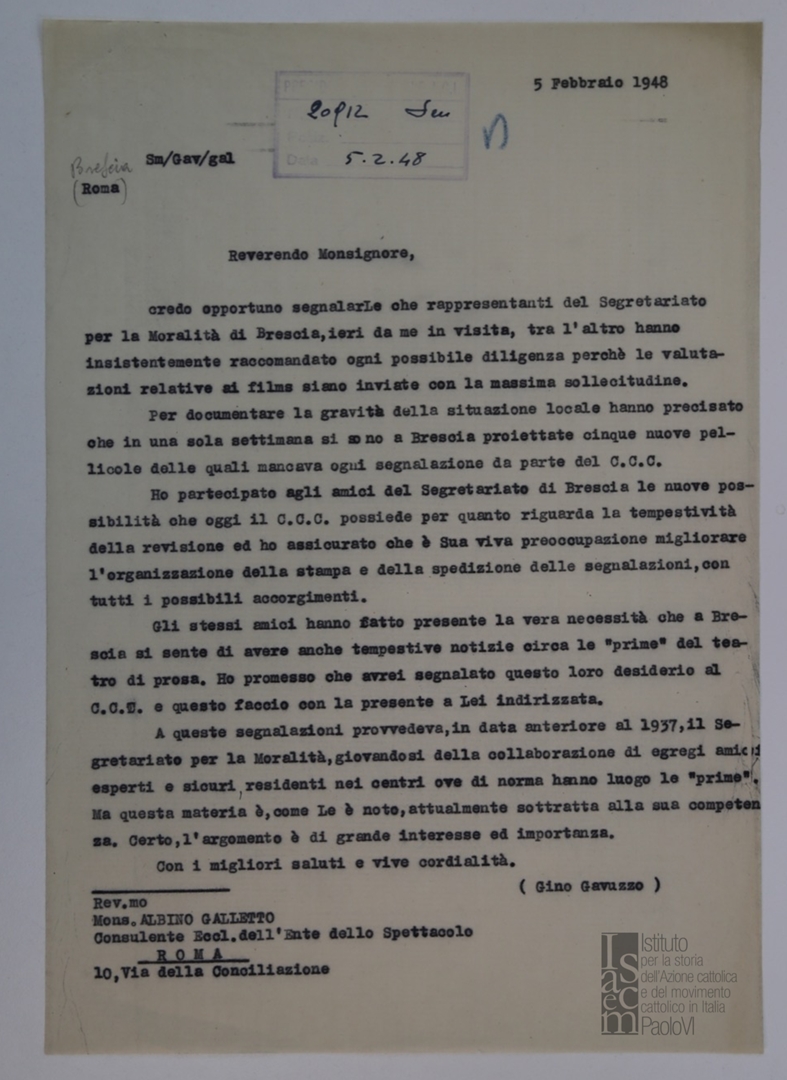 5 Febbraio 1948
20912 Sm
Data 5.2.48
Brescia
Sm/Gav/gal
(Roma)
Reverendo Monsignore,
credo opportuno segnalarLe che rappresentanti del Segretariato
per la Moralità di Brescia,ieri da me in visita, tra l'altro hanno
insistentemente raccomandato ogni possibile diligenza perchè le valuta-
zioni relative ai films siano inviate con la massima sollecitudine.
Per documentare la gravità della situazione locale hanno precisato
che in una sola settimana si sono a Brescia proiettate cinque nuove pel-
licole delle quali mancava ogni segnalazione da parte del C.C.C.
Ho partecipato agli amici del Segretariato di Brescia le nuove pos-
sibilità che oggi il C.C.C. possiede per quanto riguarda la tempestività
della revisione ed ho assicurato che è Sua viva preoccupazione migliorare
l'organizzazione della stampa e della spedizione delle segnalazioni,con
tutti i possibili accorgimenti.
Gli stessi amici hanno fatto presente la vera necessità che a Bre-
scia si sente di avere anche tempestive notizie circa le "prime" del tea-
tro di prosa. Ho promesso che avrei segnalato questo loro desiderio al
C.C.T. e questo faccio con la presente a Lei indirizzata.
A queste segnalazioni provvedeva,in data anteriore al 1937,il Se-
gretariato per la Moralità,giovandosi della collaborazione di egregi amici
esperti e sicuri,residenti nei centri ove di norma hanno luogo le "prime".
Ma questa materia è,come Le è noto,attualmente sottratta alla sua competen
za. Certo,l'argomento è di grande interesse ed importanza.
Con i migliori saluti e vive cordialità.
( Gino Gavuzzo )
Rev.mo
Mons. ALBINO GALLETTO
Consulente Eccl.dell'Ente dello Spettacolo
ROMA
10,Via della Conciliazione
Isacem
Istituto
per la storia
dell'Azione cattolica
e del movimento
cattolico in Italia
PaoloVI